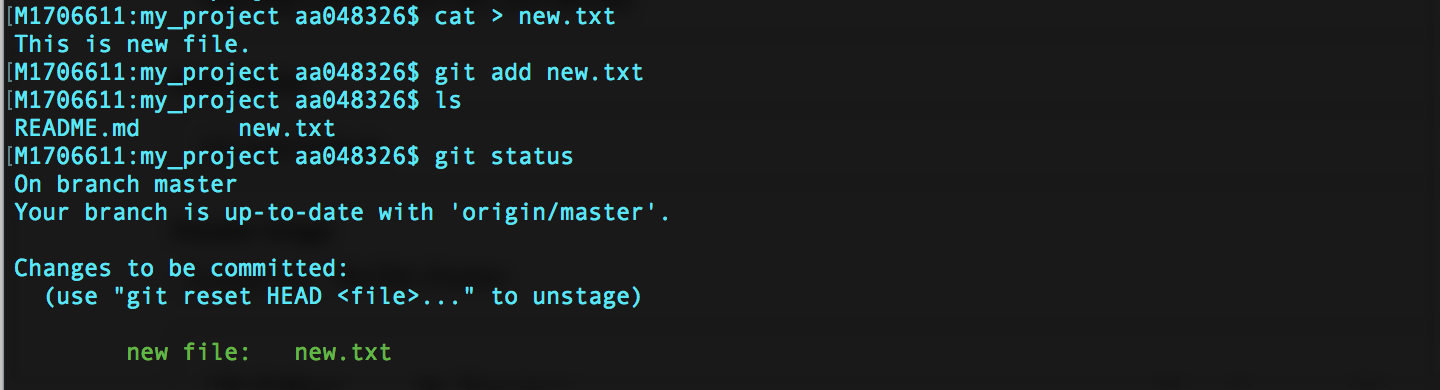 [M1706611:my_project aa048326$ cat > new.txt
This is new file.
[M1706611:my_project aa048326$ git add new.txt
[M1706611:my_project aa048326$ ls
README.md       new.txt
[M1706611:my_project aa048326$ git status
On branch master
Your branch is up-to-date with 'origin/master'.
Changes to be committed:
  (use "git reset HEAD <file>..." to unstage)
        new file:   new.txt